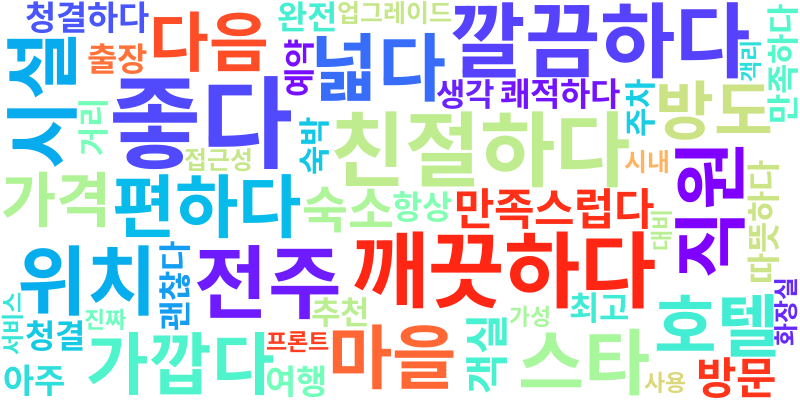 청결하다
다음
완전
업그레이드
깔끔하다
객리
만족하다
시설
출장
예약
넓다
생각
쾌적하다
주차
방도
거리
좋다
접근성
숙박
친절하다
시내
직원
따뜻하다
가격
편하다
숙소
항상
만족스럽다
대비
위치
괜찮다
전주
깨끗하다
호텔
화장실
서비스
청결
진짜
추천
가성
최고
아주
가깝다
프론트
여행
마을
객실
스타
사용
방문